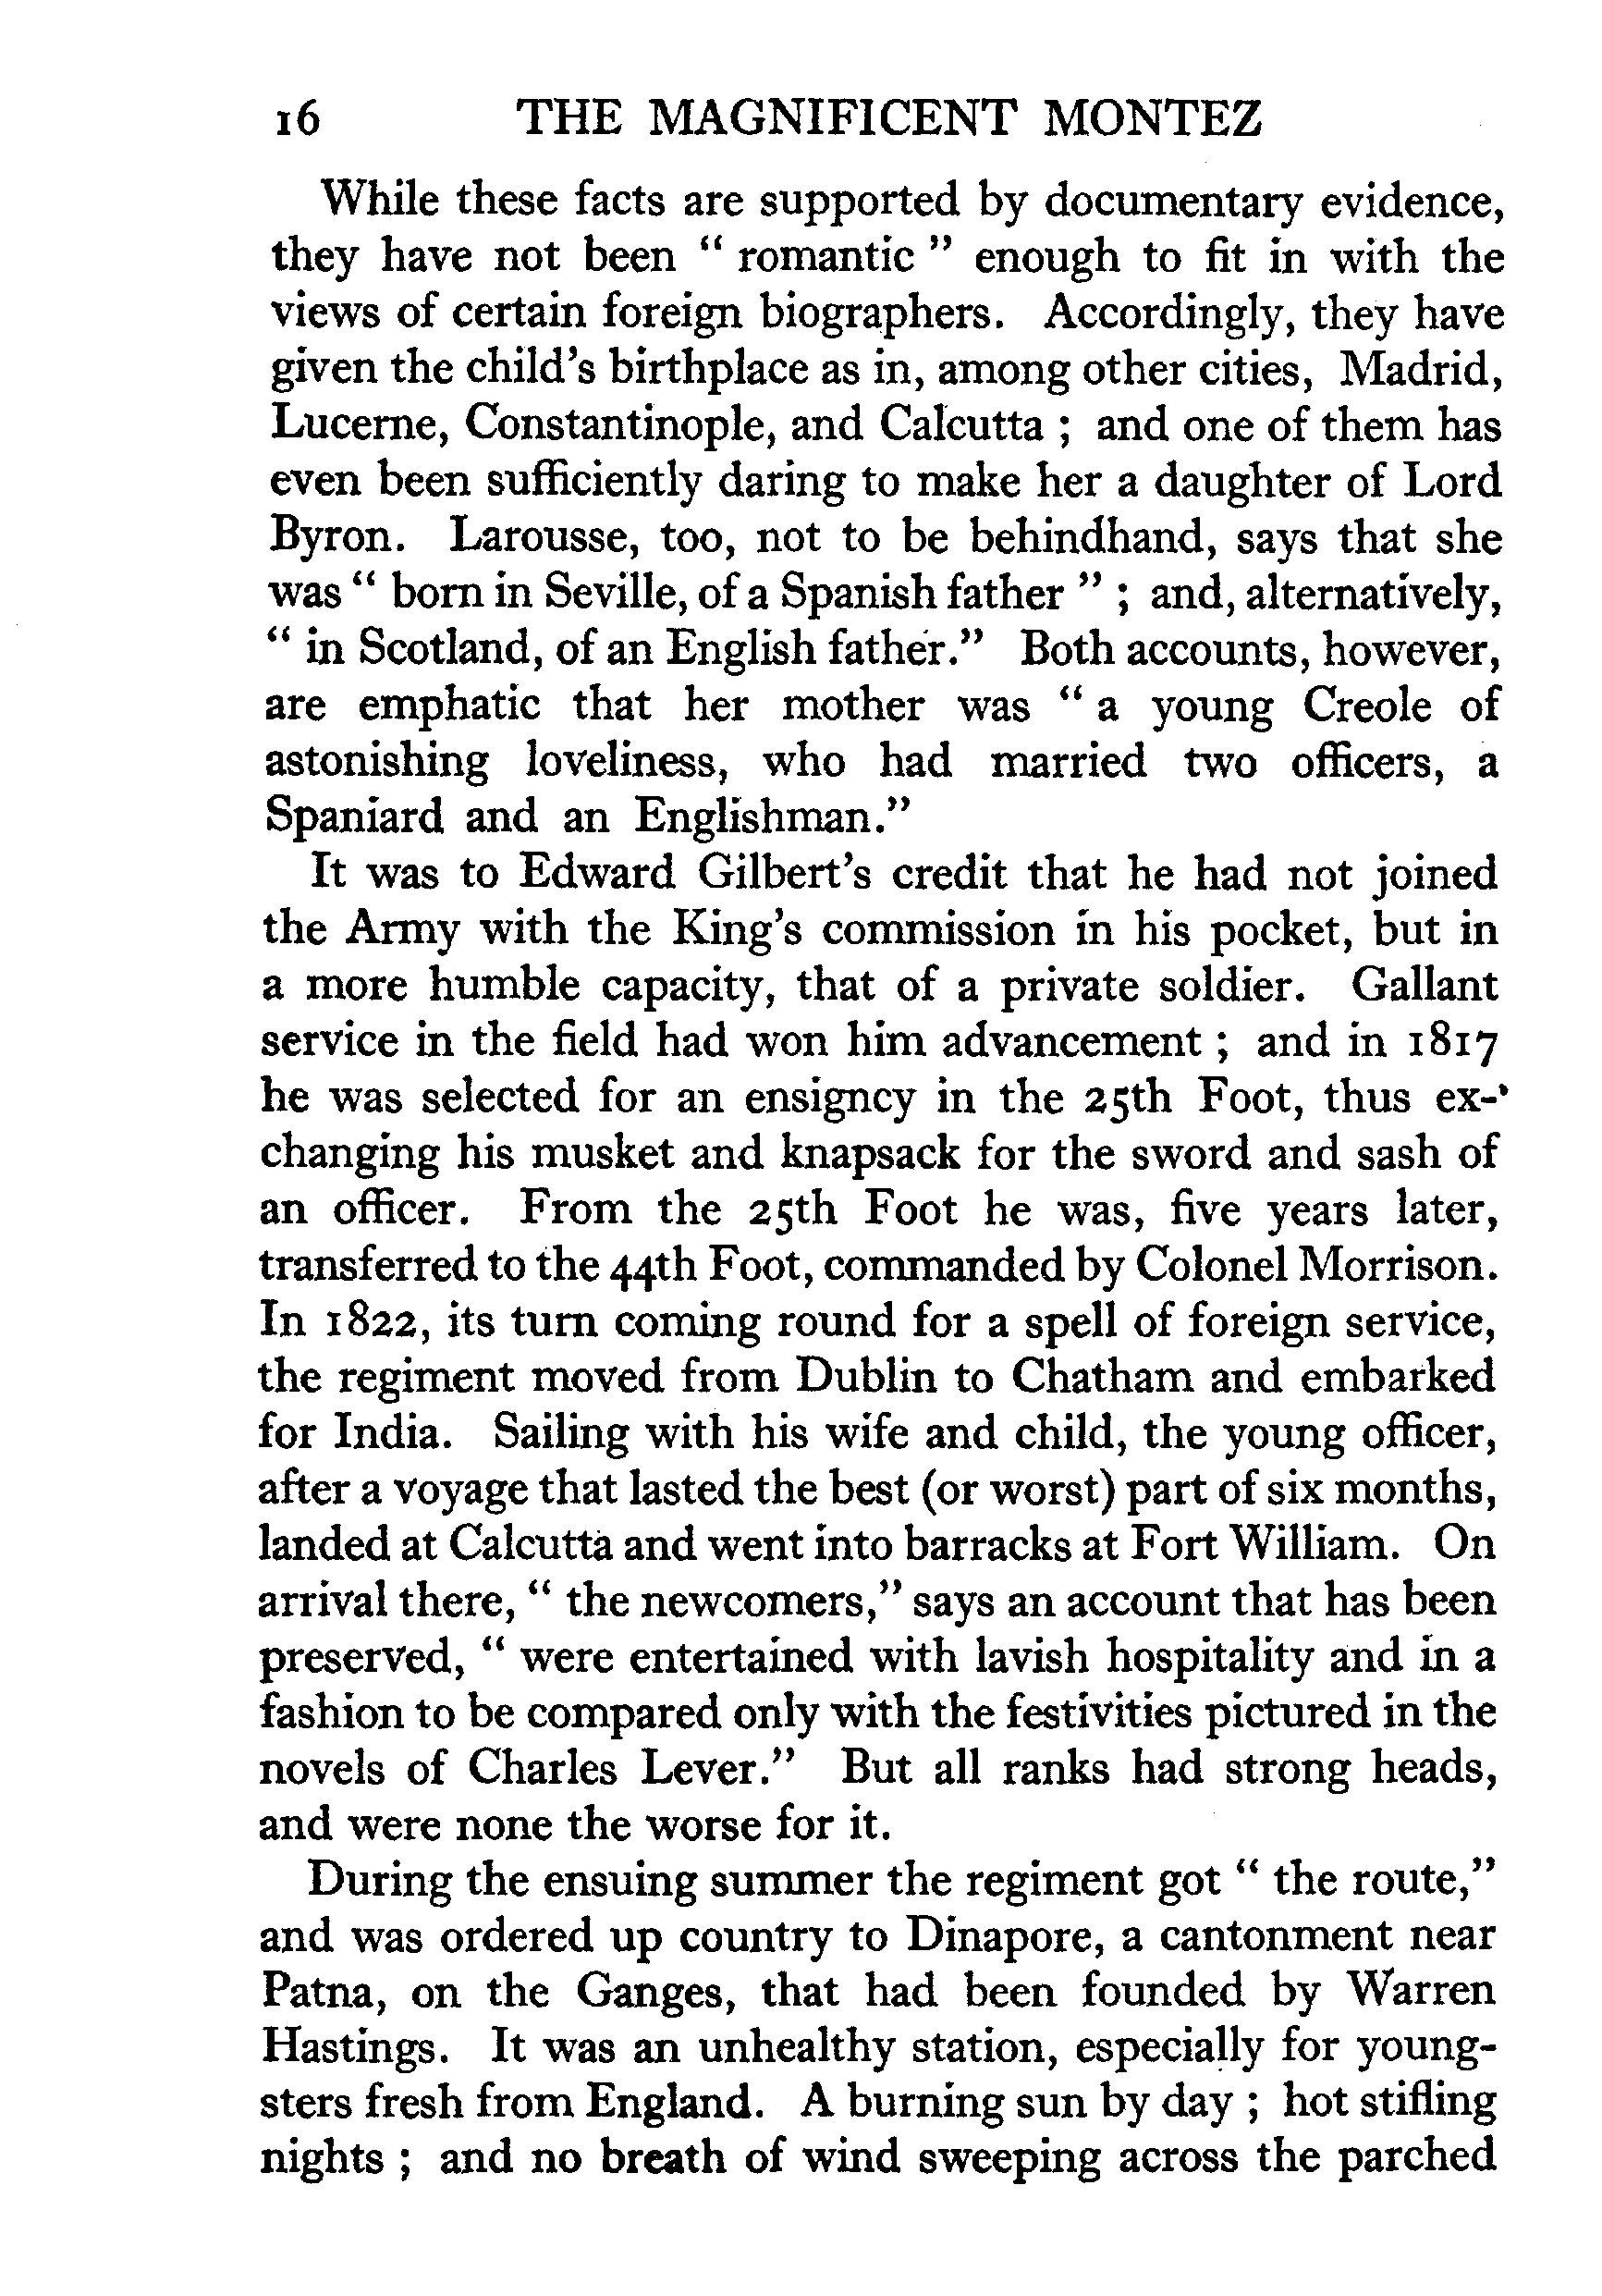 16 THE MAGNIFICENT MONTEZ
While these facts are supported by documentary evidence,
they have not been " romantic " enough to fit in with the
views of certain foreign biographers. Accordingly, they have
given the child's birthplace as in, among other cities, Madrid,
Lucerne, Constantinople, and Calcutta ; and one of them has
even been sufficiently daring to make her a daughter of Lord
Byron. Larousse, too, not to be behindhand, says that she
was " born in Seville, of a Spanish father " ; and, alternatively,
" in Scotland, of an English father." Both accounts, however,
are emphatic that her mother was " a young Creole of
astonishing loveliness, who had married two officers, a
Spaniard and an Englishman."
It was to Edward Gilbert's credit that he had not joined
the Army with the King's commission in his pocket, but in
a more humble capacity, that of a private soldier. Gallant
service in the field had won him advancement ; and in 1817
he was selected for an ensigncy in the 25th Foot, thus ex-
changing his musket and knapsack for the sword and sash of
an officer. From the 25th Foot he was, five years later,
transferred to the 44th Foot, commanded by Colonel Morrison.
In 1822, its turn coming round for a spell of foreign service,
the regiment moved from Dublin to Chatham and embarked
for India. Sailing with his wife and child, the young officer,
after a voyage that lasted the best (or worst) part of six months,
landed at Calcutta and went into barracks at Fort William. On
arrival there, " the newcomers," says an account that has been
preserved, " were entertained with lavish hospitality and in a
fashion to be compared only with the festivities pictured in the
novels of Charles Lever." But all ranks had strong heads,
and were none the worse for it.
During the ensuing summer the regiment got " the route,"
and was ordered up country to Dinapore, a cantonment near
Patna, on the Ganges, that had been founded by Warren
Hastings. It was an unhealthy station, especially for young-
sters fresh from England. A burning sun by day ; hot stifling
nights ; and no breath of wind sweeping across the parched